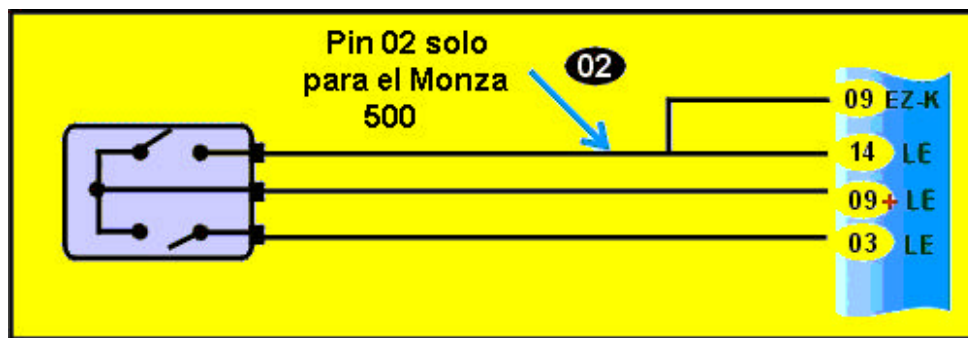 Pin 02 solo
para el Monza
500
02
09 EZ-K
14 LE
09+ LE
03 LE